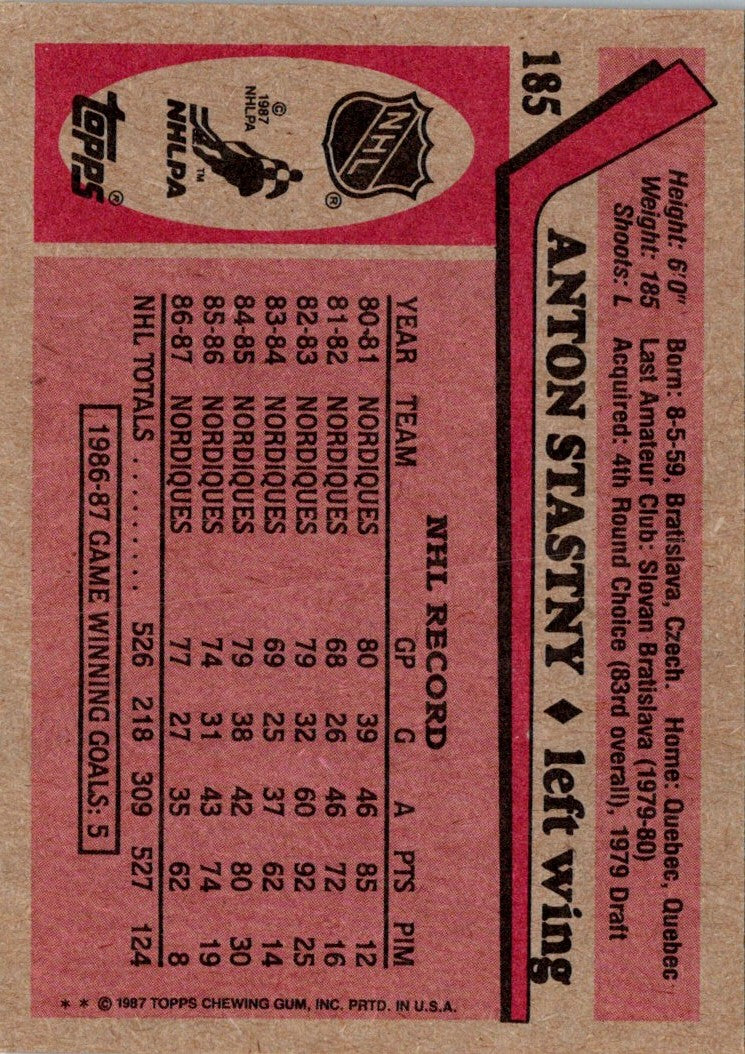 185
Height: 6'0" Born: 8-5-59, Bratislava, Czech. Home: Quebec, Quebec
Weight: 185 Last Amateur Club: Slovan Bratislava (1979-80)
Shoots: L Acquired: 4th Round Choice (83rd overall), 1979 Draft
ANTON STASTNY ♦ left wing
NHL
®
© 1987 NHLPA
NHLPA™
TOPPS®
NHL RECORD
YEAR TEAM GP G A PTS PIM
80-81 NORDIQUES 80 39 46 85 12
81-82 NORDIQUES 68 26 46 72 16
82-83 NORDIQUES 79 32 60 92 25
83-84 NORDIQUES 69 25 37 62 14
84-85 NORDIQUES 79 38 42 80 30
85-86 NORDIQUES 74 31 43 74 19
86-87 NORDIQUES 77 27 35 62 8
NHL TOTALS ......... 526 218 309 527 124
1986-87 GAME WINNING GOALS: 5
* * © 1987 TOPPS CHEWING GUM, INC. PRTD. IN U.S.A.